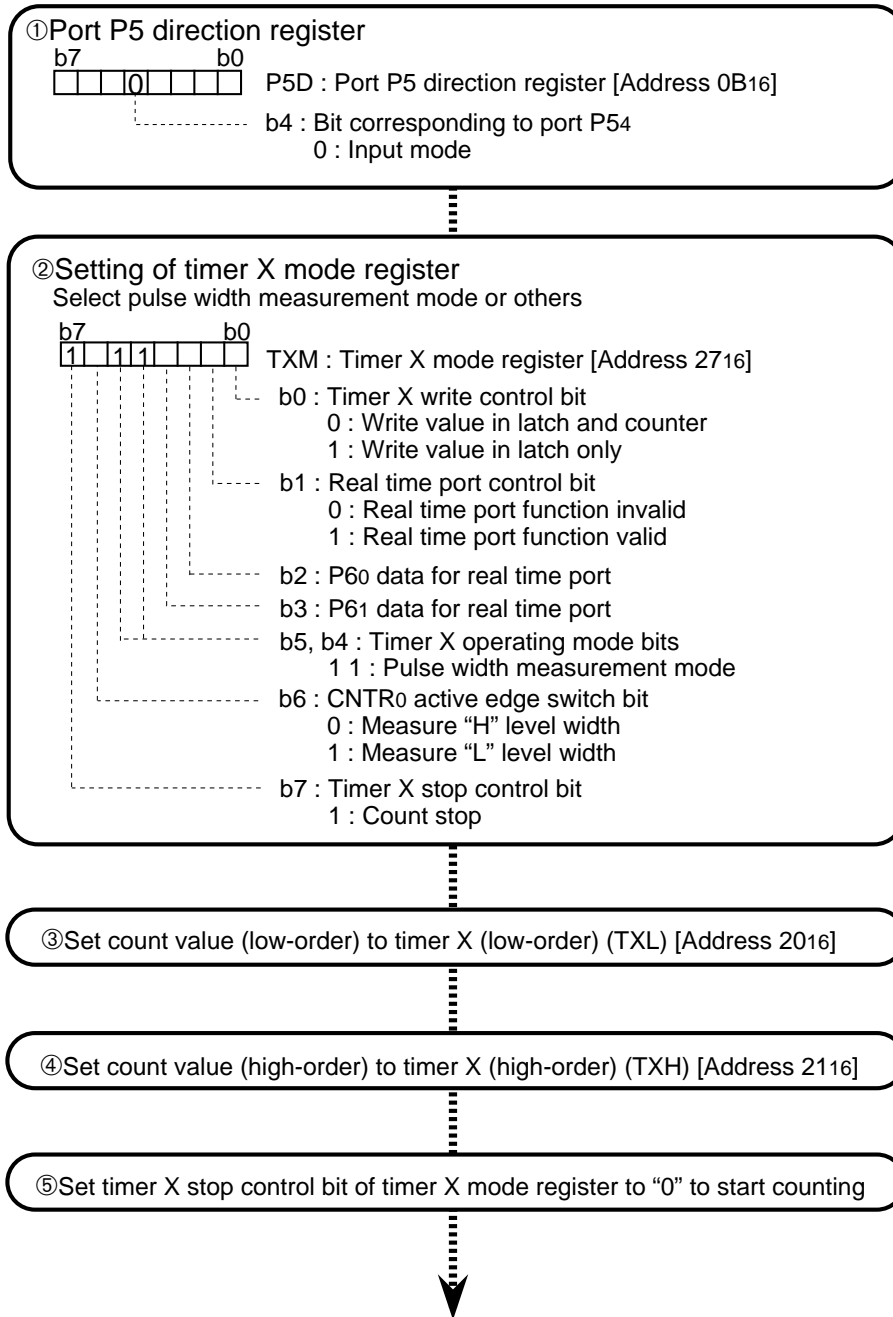 ①Port P5 direction register
b7 b0
0
P5D : Port P5 direction register [Address 0B16]
b4 : Bit corresponding to port P54
0 : Input mode
②Setting of timer X mode register
Select pulse width measurement mode or others
b7 b0
1 1 1
TXM : Timer X mode register [Address 2716]
b0 : Timer X write control bit
0 : Write value in latch and counter
1 : Write value in latch only
b1 : Real time port control bit
0 : Real time port function invalid
1 : Real time port function valid
b2 : P60 data for real time port
b3 : P61 data for real time port
b5, b4 : Timer X operating mode bits
1 1 : Pulse width measurement mode
b6 : CNTR0 active edge switch bit
0 : Measure “H” level width
1 : Measure “L” level width
b7 : Timer X stop control bit
1 : Count stop
③Set count value (low-order) to timer X (low-order) (TXL) [Address 2016]
④Set count value (high-order) to timer X (high-order) (TXH) [Address 2116]
⑤Set timer X stop control bit of timer X mode register to “0” to start counting